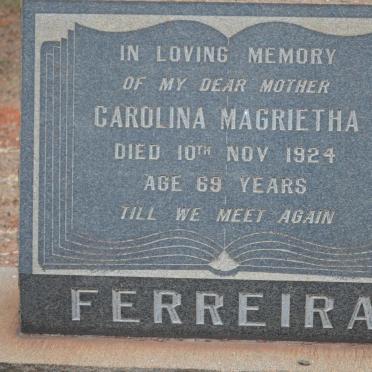 IN LOVING MEMORY
OF MY DEAR MOTHER
CAROLINA MAGRIETHA
DIED 10TH NOV 1924
AGE 69 YEARS
TILL WE MEET AGAIN
FERREIRA